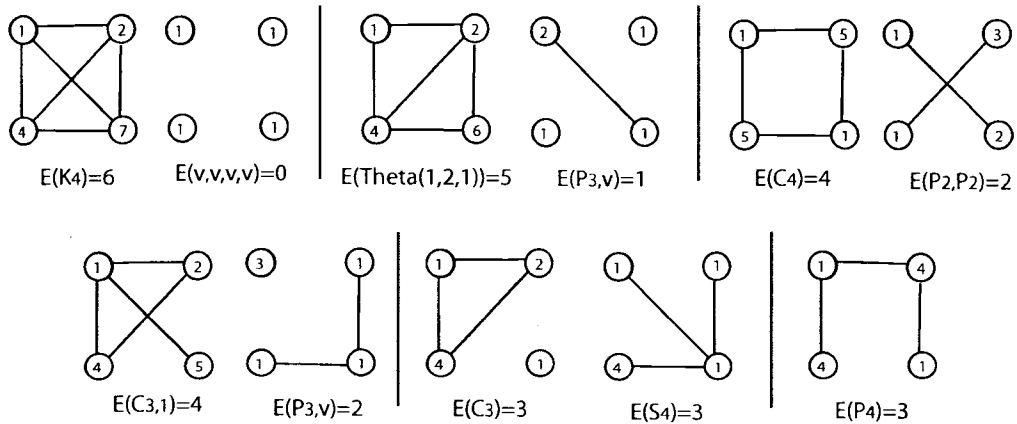 1 2 1 1 1 2 2 1 1 5 1 3
4 7 1 1 4 6 1 1 5 1 1 2
E(K4)=6 E(v,v,v,v)=0 E(Theta(1,2,1))=5 E(P3,v)=1 E(C4)=4 E(P2,P2)=2
1 2 3 1 1 2 1 1 1 4
4 5 1 1 4 1 4 1 4 1
E(C3,1)=4 E(P3,v)=2 E(C3)=3 E(S4)=3 E(P4)=3